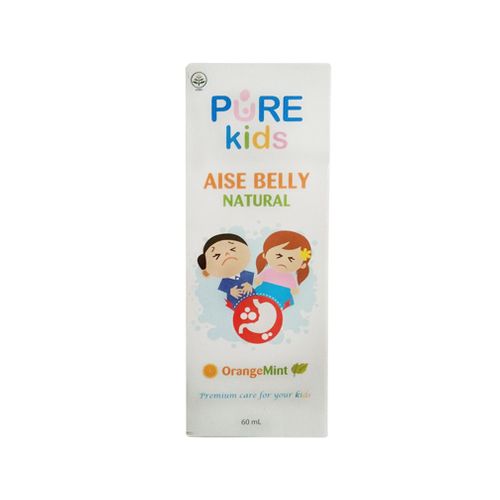 PURE
kids
AISE BELLY
NATURAL
OrangeMint
Premium care for your kids
60 mL